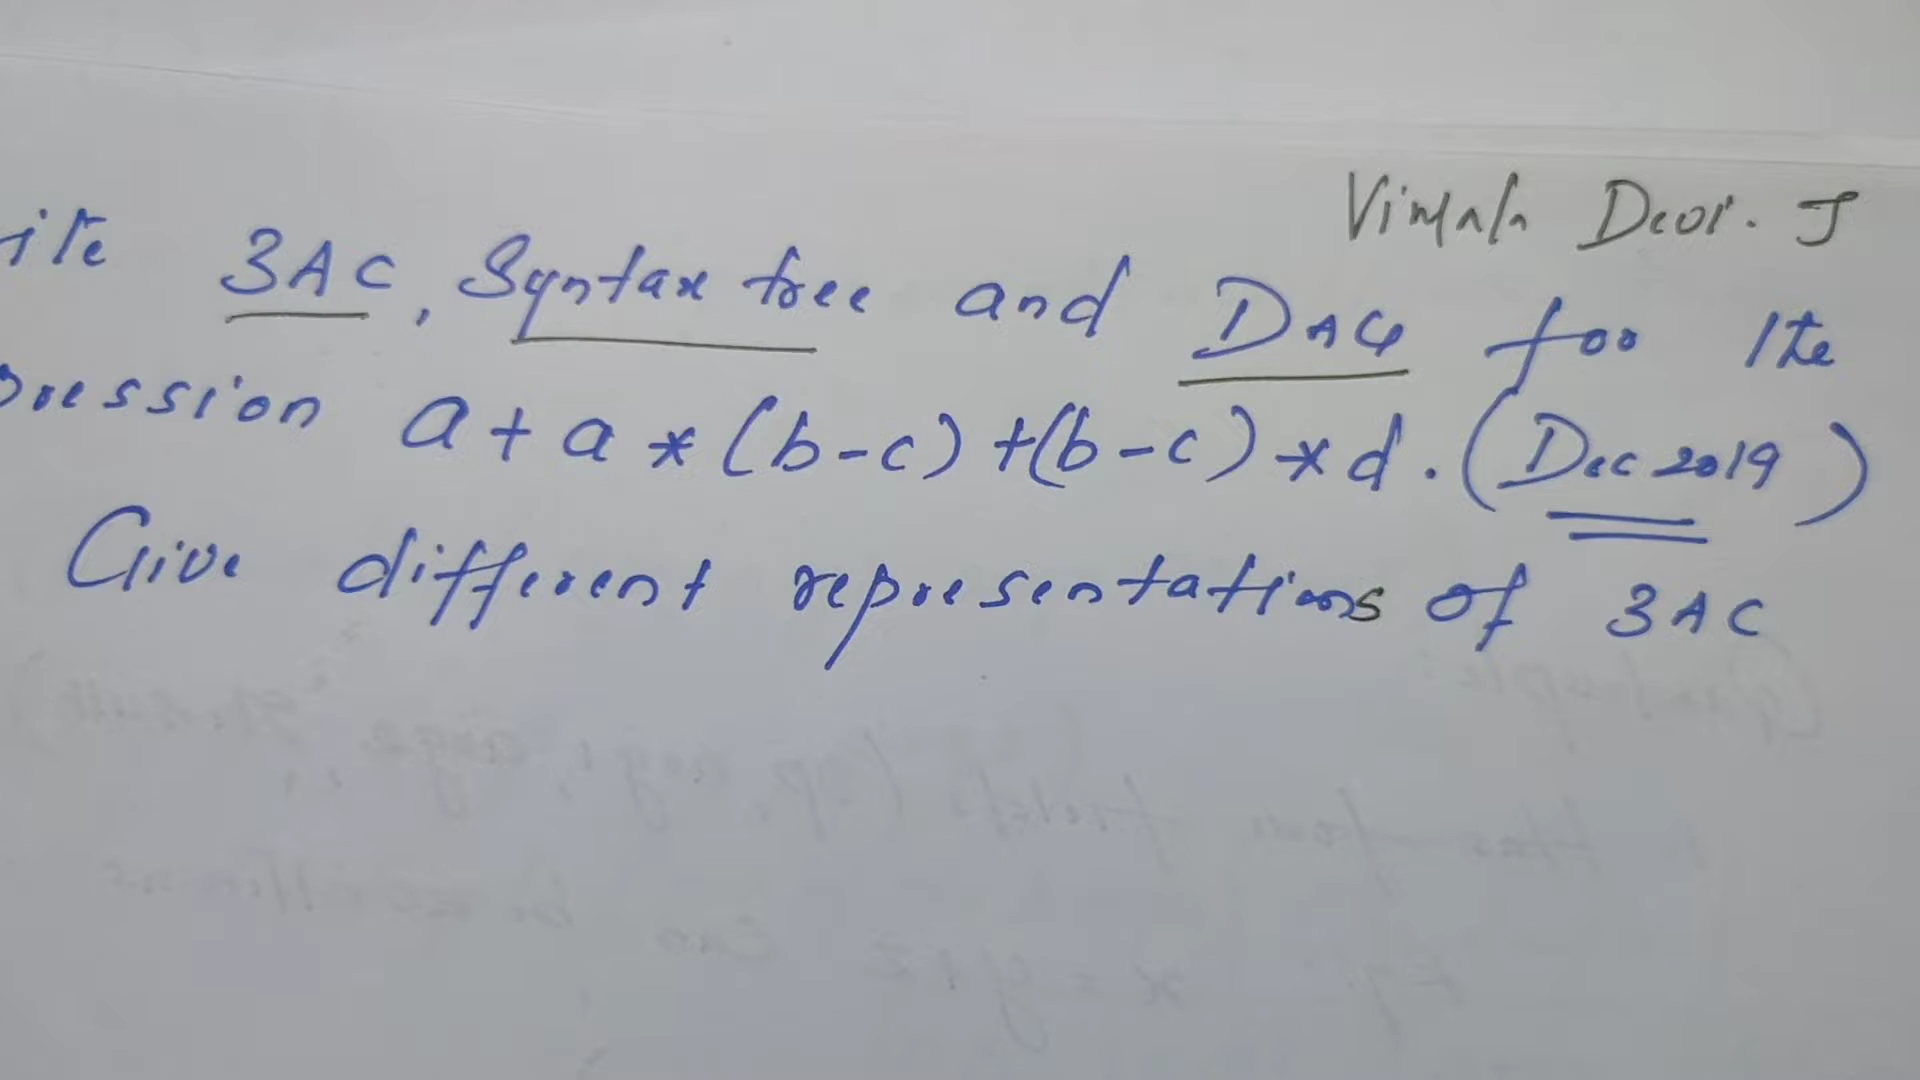 Vimala Devi. J
ite 3AC, Syntax tree and DAG for the
ression a + a * (b - c) + (b - c) * d. (Dec 2019)
Give different representations of 3AC